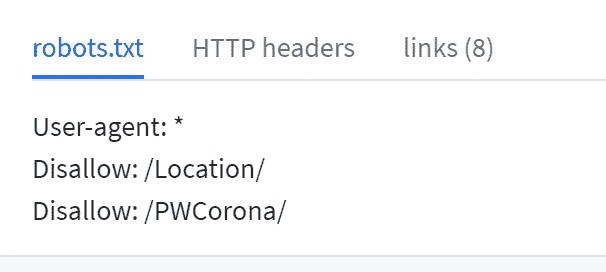 robots.txt HTTP headers links (8)
User-agent: *
Disallow: /Location/
Disallow: /PWCorona/